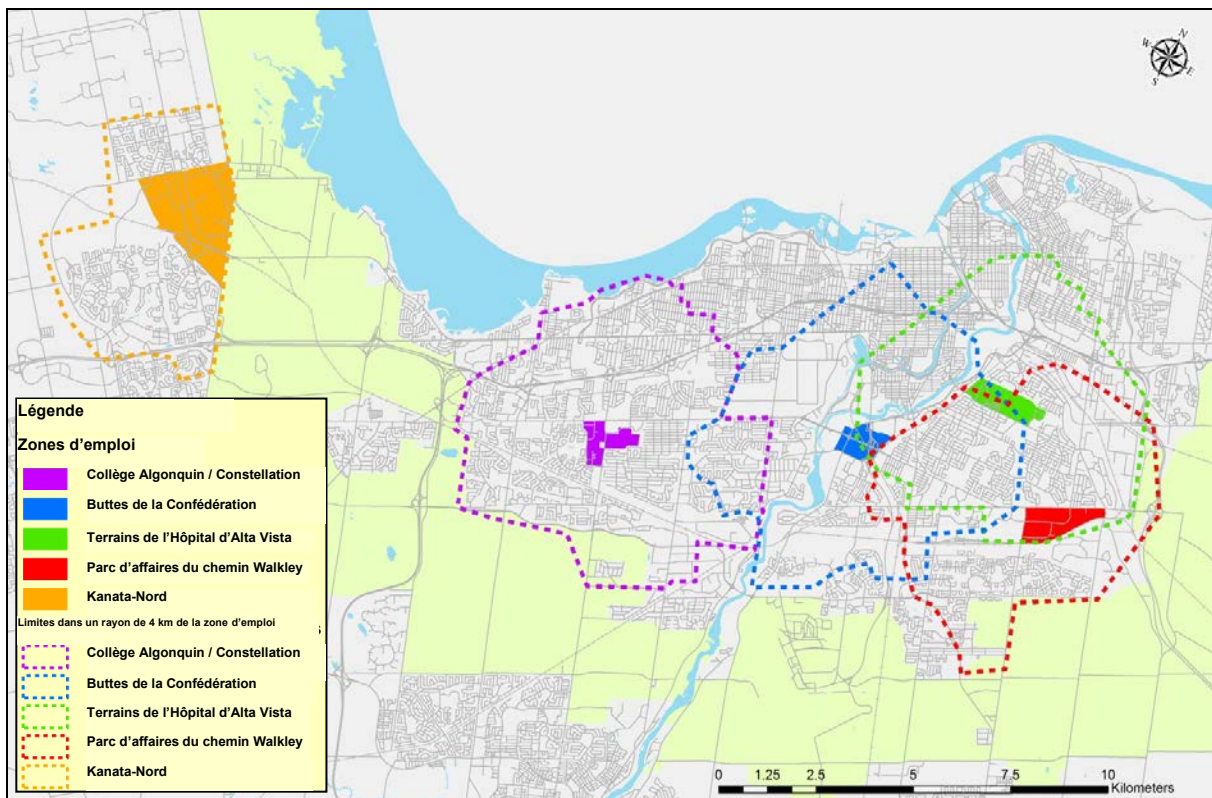 N
W
E
S
Légende
Zones d'emploi
Collège Algonquin / Constellation
Buttes de la Confédération
Terrains de l'Hôpital d'Alta Vista
Parc d'affaires du chemin Walkley
Kanata-Nord
Limites dans un rayon de 4 km de la zone d'emploi
s
Collège Algonquin / Constellation
Buttes de la Confédération
Terrains de l'Hôpital d'Alta Vista
Parc d'affaires du chemin Walkley
Kanata-Nord
0 1.25 2.5 5 7.5 10
Kilometers